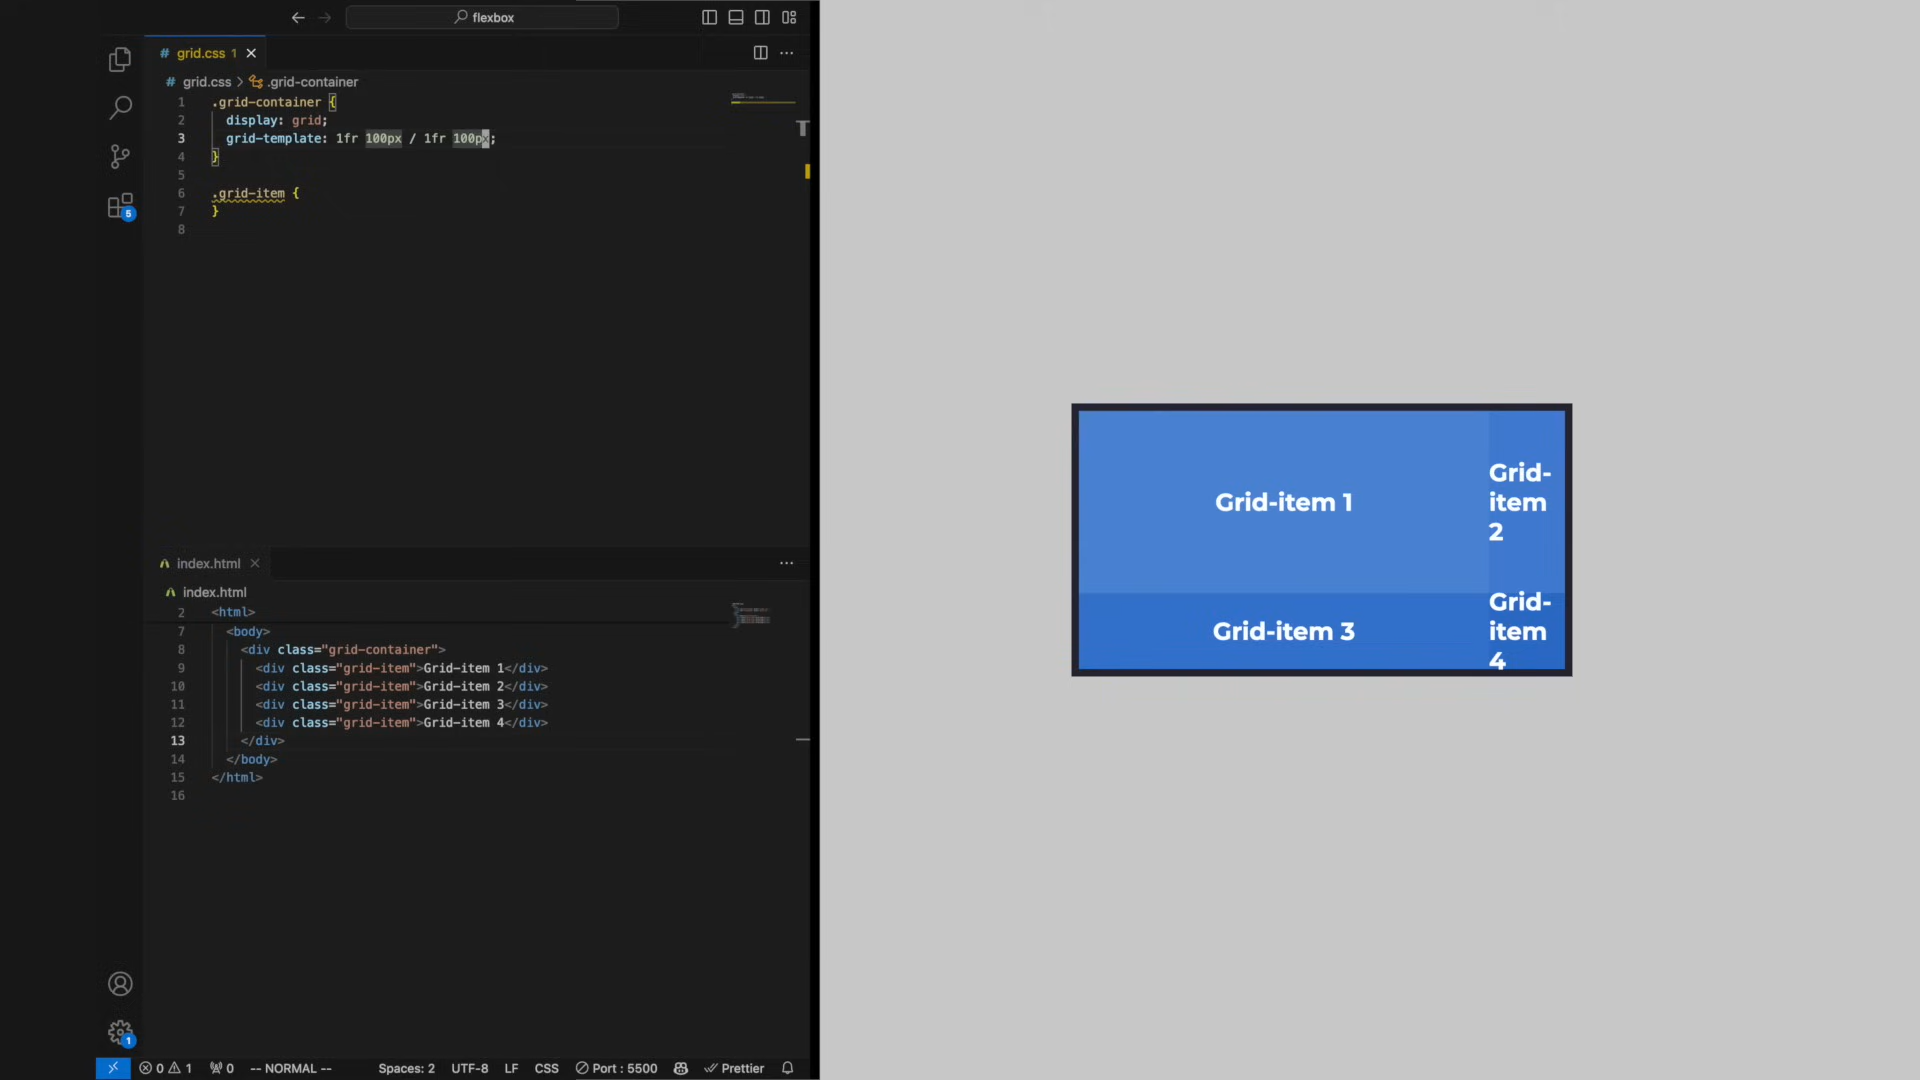 flexbox
# grid.css 1
# grid.css > .grid-container
1 .grid-container {
2 display: grid;
3 grid-template: 1fr 100px / 1fr 100px;
4 }
5
6 .grid-item {
7 }
8
5
index.html
index.html
2 <html>
7 <body>
8 <div class="grid-container">
9 <div class="grid-item">Grid-item 1</div>
10 <div class="grid-item">Grid-item 2</div>
11 <div class="grid-item">Grid-item 3</div>
12 <div class="grid-item">Grid-item 4</div>
13 </div>
14 </body>
15 </html>
16
1
0 1 0 -- NORMAL -- Spaces: 2 UTF-8 LF CSS Port : 5500 Prettier
Grid-item 1
Grid-
item
2
Grid-item 3
Grid-
item
4